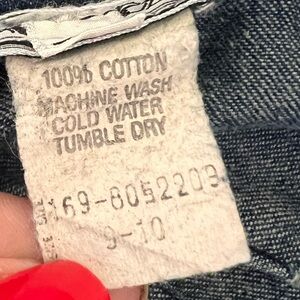 100% COTTON
MACHINE WASH
COLD WATER
TUMBLE DRY
169-8052209
9-10